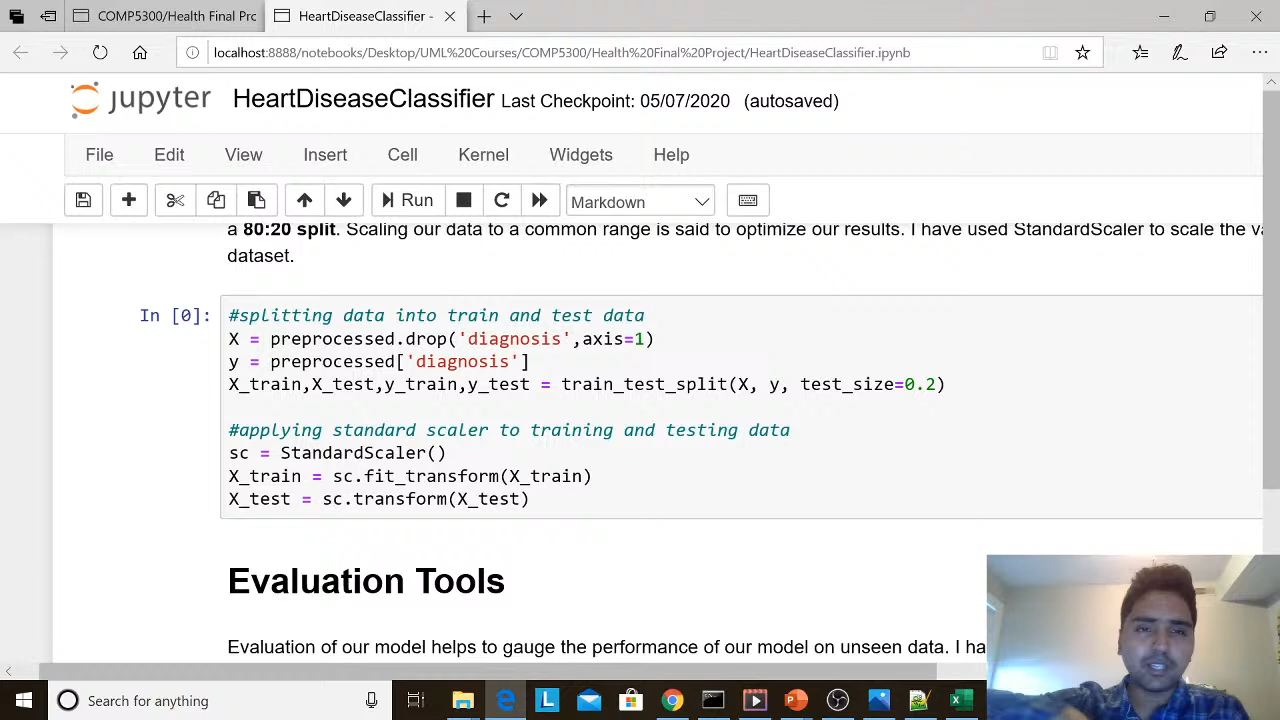 COMP5300/Health Final Pro
HeartDiseaseClassifier -
localhost:8888/notebooks/Desktop/UML%20Courses/COMP5300/Health%20Final%20Project/HeartDiseaseClassifier.ipynb
jupyter HeartDiseaseClassifier Last Checkpoint: 05/07/2020 (autosaved)
File Edit View Insert Cell Kernel Widgets Help
Run Markdown
a 80:20 split. Scaling our data to a common range is said to optimize our results. I have used StandardScaler to scale the va
dataset.
In [0]: #splitting data into train and test data
X = preprocessed.drop('diagnosis',axis=1)
y = preprocessed['diagnosis']
X_train,X_test,y_train,y_test = train_test_split(X, y, test_size=0.2)
#applying standard scaler to training and testing data
sc = StandardScaler()
X_train = sc.fit_transform(X_train)
X_test = sc.transform(X_test)
Evaluation Tools
Evaluation of our model helps to gauge the performance of our model on unseen data. I ha
Search for anything